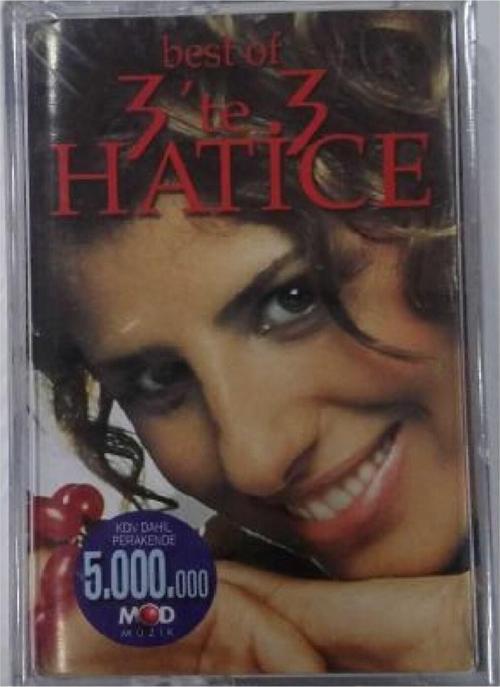 best of
3'te 3
HATİCE
KDV DAHİL
PERAKENDE
5.000.000
MOD
MÜZİK